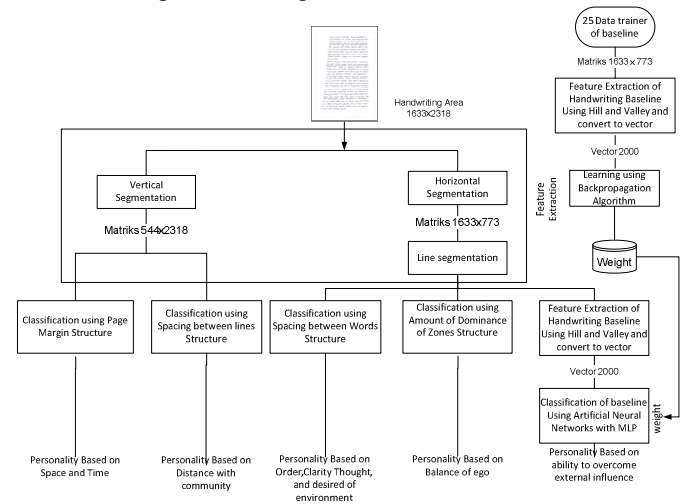 25 Data trainer
of baseline
Matriks 1633 x 773
Feature Extraction of
Handwriting Baseline
Using Hill and Valley and
convert to vector
Vector 2000
Learning using
Backpropagation
Algorithm
Weight
Handwriting Area
1633x2318
Feature
Extraction
Vertical
Segmentation
Matriks 544x2318
Horizontal
Segmentation
Matriks 1633x773
Line segmentation
Classification using Page
Margin Structure
Classification using
Spacing between lines
Structure
Classification using
Spacing between Words
Structure
Classification using
Amount of Dominance
of Zones Structure
Feature Extraction of
Handwriting Baseline
Using Hill and Valley and
convert to vector
Vector 2000
Classification of baseline
Using Artificial Neural
Networks with MLP
weight
Personality Based on
Space and Time
Personality Based on
Distance with
community
Personality Based on
Order,Clarity Thought,
and desired of
environment
Personality Based on
Balance of ego
Personality Based on
ability to overcome
external influence